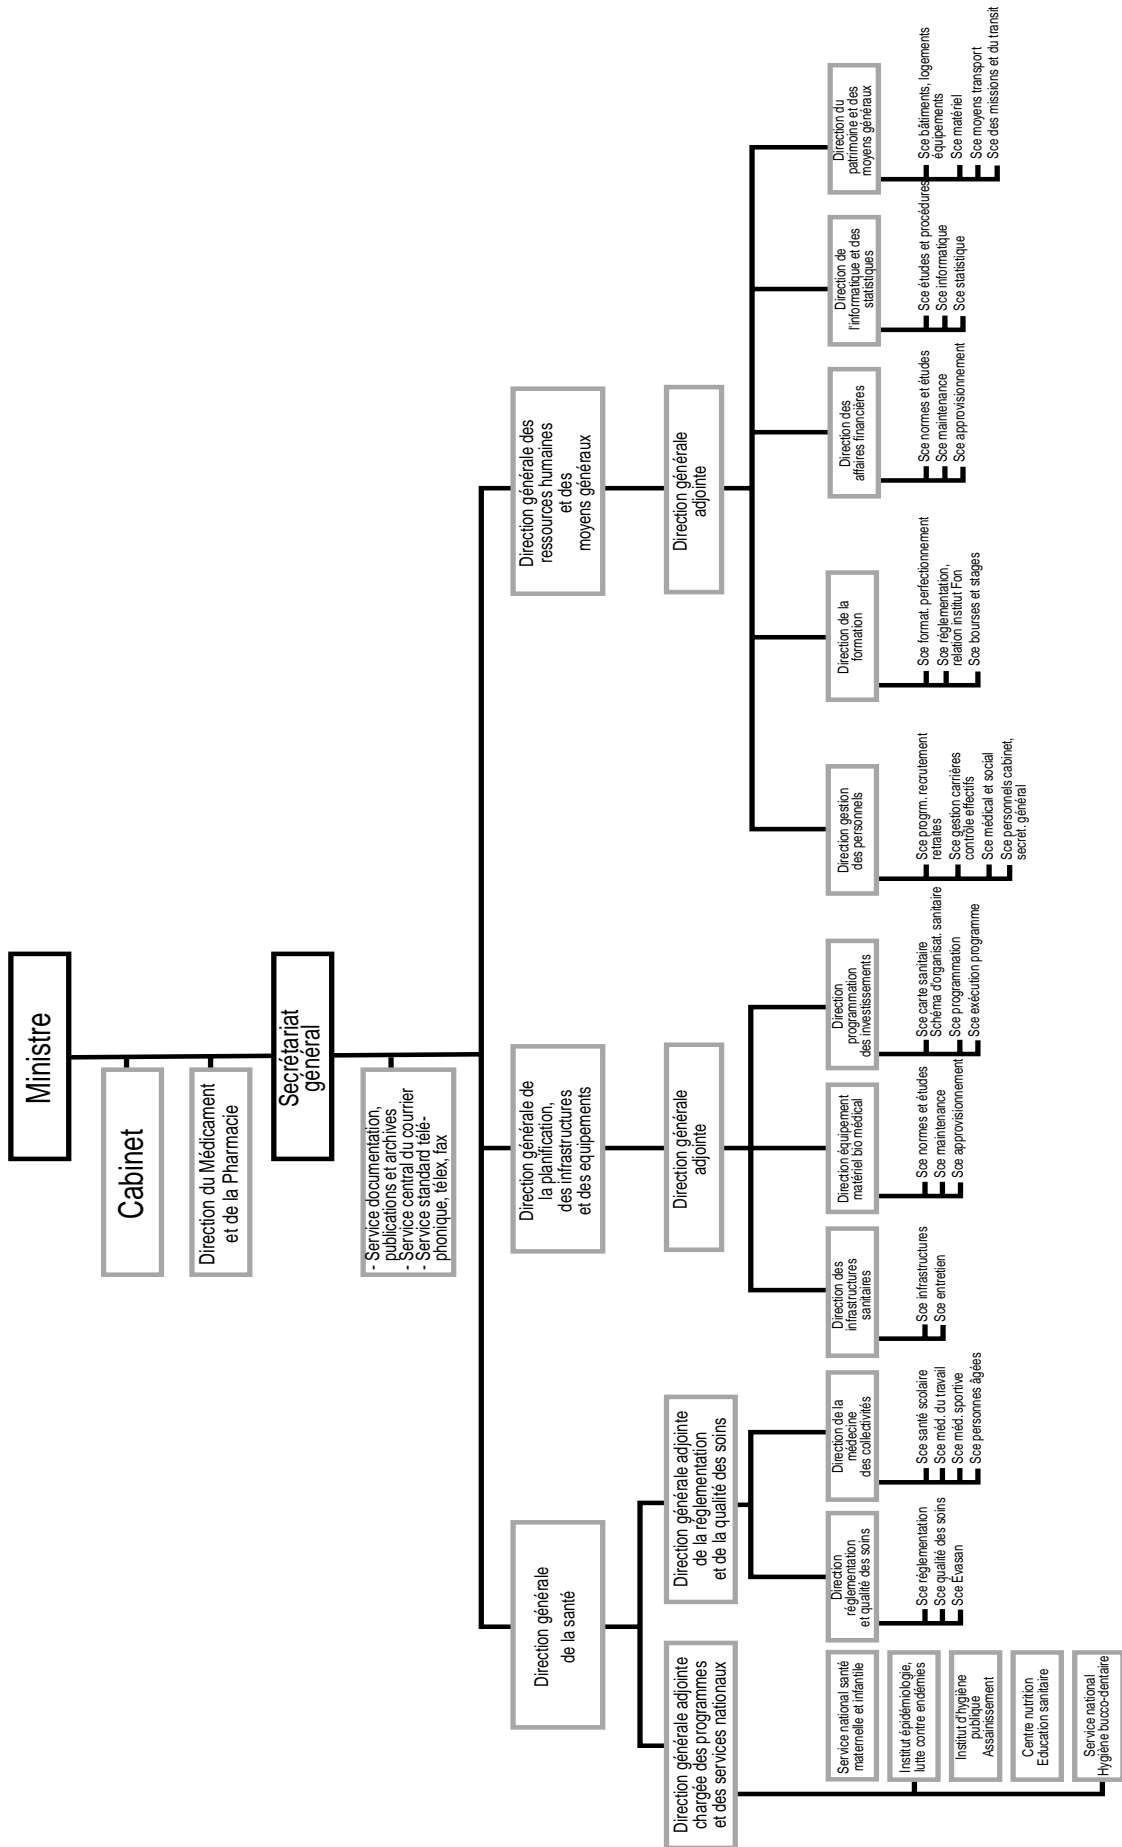 Ministre
Cabinet
Direction du Médicament
et de la Pharmacie
Secrétariat
général
- Service documentation,
publications et archives
- Service central du courrier
- Service standard télé-
phonique, télex, fax
Direction générale
de la santé
Direction générale de
la planification,
des infrastructures
et des equipements
Direction générale des
ressources humaines
et des
moyens généraux
Direction générale adjointe
chargée des programmes
et des services nationaux
Direction générale adjointe
de la réglementation
et de la qualité des soins
Direction générale
adjointe
Direction générale
adjointe
Service national santé
maternelle et infantile
Institut épidémiologie,
lutte contre endémies
Institut d'hygiène
publique
Assainissement
Centre nutrition
Education sanitaire
Service national
Hygiène bucco-dentaire
Direction
réglementation
et qualité des soins
Sce réglementation
Sce qualité des soins
Sce Évasan
Direction de la
médecine
des collectivités
Sce santé scolaire
Sce méd. du travail
Sce méd. sportive
Sce personnes âgées
Direction des
infrastructures
sanitaires
Sce infrastructures
Sce entretien
Direction équipement
matériel bio médical
Sce normes et études
Sce maintenance
Sce approvisionnement
Direction
programmation
des investissements
Sce carte sanitaire
Schéma d'organisat. sanitaire
Sce programmation
Sce exécution programme
Direction gestion
des personnels
Sce progrm. recrutement
retraites
Sce gestion carrières
contrôle effectifs
Sce médical et social
Sce personnels cabinet,
secrét. général
Direction de la
formation
Sce format. perfectionnement
Sce réglementation,
relation institut Fon
Sce bourses et stages
Direction des
affaires financières
Sce normes et études
Sce maintenance
Sce approvisionnement
Direction de
l'informatique et des
statistiques
Sce études et procédures
Sce informatique
Sce statistique
Direction du
patrimoine et des
moyens généraux
Sce bâtiments, logements
équipements
Sce matériel
Sce moyens transport
Sce des missions et du transit